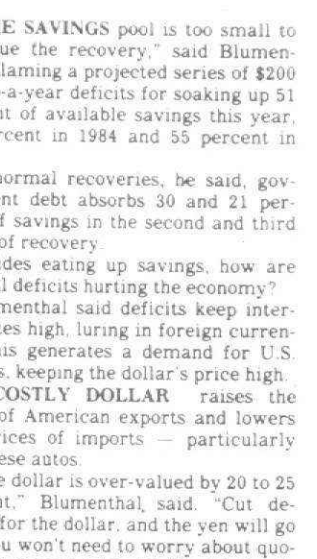 E SAVINGS pool is too small to
ue the recovery," said Blumen-
laming a projected series of $200
-a-year deficits for soaking up 51
nt of available savings this year,
rcent in 1984 and 55 percent in
normal recoveries, he said, gov-
ent debt absorbs 30 and 21 per-
f savings in the second and third
of recovery.
des eating up savings, how are
l deficits hurting the economy?
menthal said deficits keep inter-
tes high, luring in foreign curren-
his generates a demand for U.S.
s, keeping the dollar's price high.
COSTLY DOLLAR raises the
of American exports and lowers
rices of imports — particularly
ese autos.
e dollar is over-valued by 20 to 25
nt," Blumenthal said. "Cut de-
for the dollar, and the yen will go
u won't need to worry about quo-